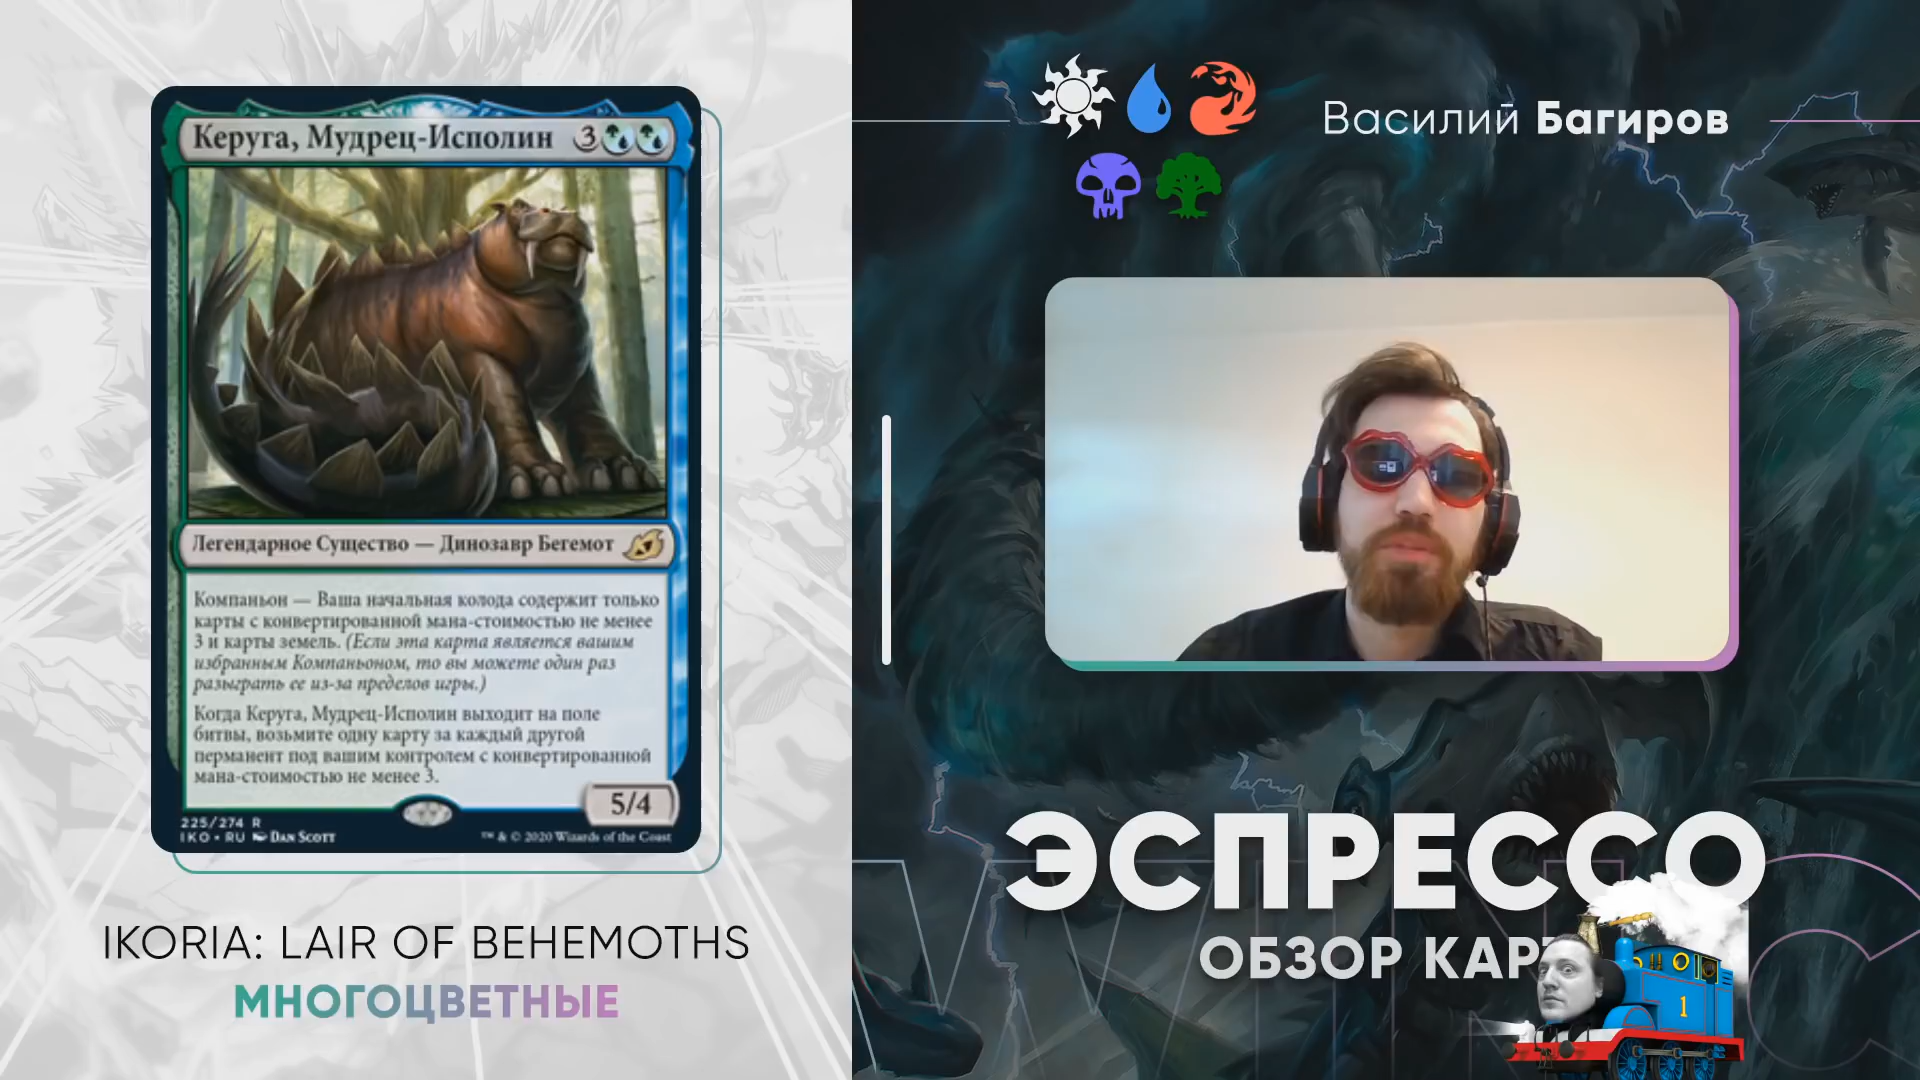 Керуга, Мудрец-Исполин 3
Легендарное Существо — Динозавр Бегемот
Компаньон — Ваша начальная колода содержит только
карты с конвертированной мана-стоимостью не менее
3 и карты земель. (Если эта карта является вашим
избранным Компаньоном, то вы можете один раз
разыграть ее из-за пределов игры.)
Когда Керуга, Мудрец-Исполин выходит на поле
битвы, возьмите одну карту за каждый другой
перманент под вашим контролем с конвертированной
мана-стоимостью не менее 3.
5/4
225/274 R
IKO • RU DAN SCOTT
™ & © 2020 Wizards of the Coast
IKORIA: LAIR OF BEHEMOTHS
МНОГОЦВЕТНЫЕ
Василий Багиров
ЭСПРЕССО
ОБЗОР КАР
1